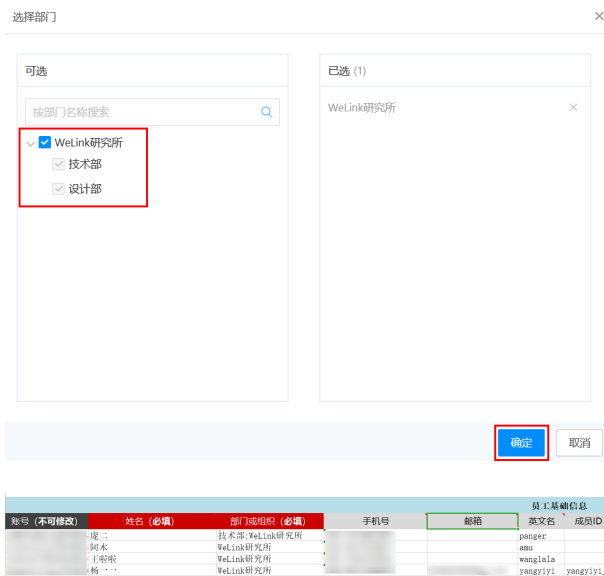 选择部门
可选
已选 (1)
按部门名称搜索
WeLink研究所
WeLink研究所
技术部
设计部
确定
取消
员工基础信息
账号（不可修改） 姓名（必填） 部门或组织（必填） 手机号 邮箱 英文名 成员ID
庞二 技术部;WeLink研究所 panger
阿木 WeLink研究所 amu
王啦啦 WeLink研究所 wanglala
杨一一 WeLink研究所 yangyiyi yangyiyi